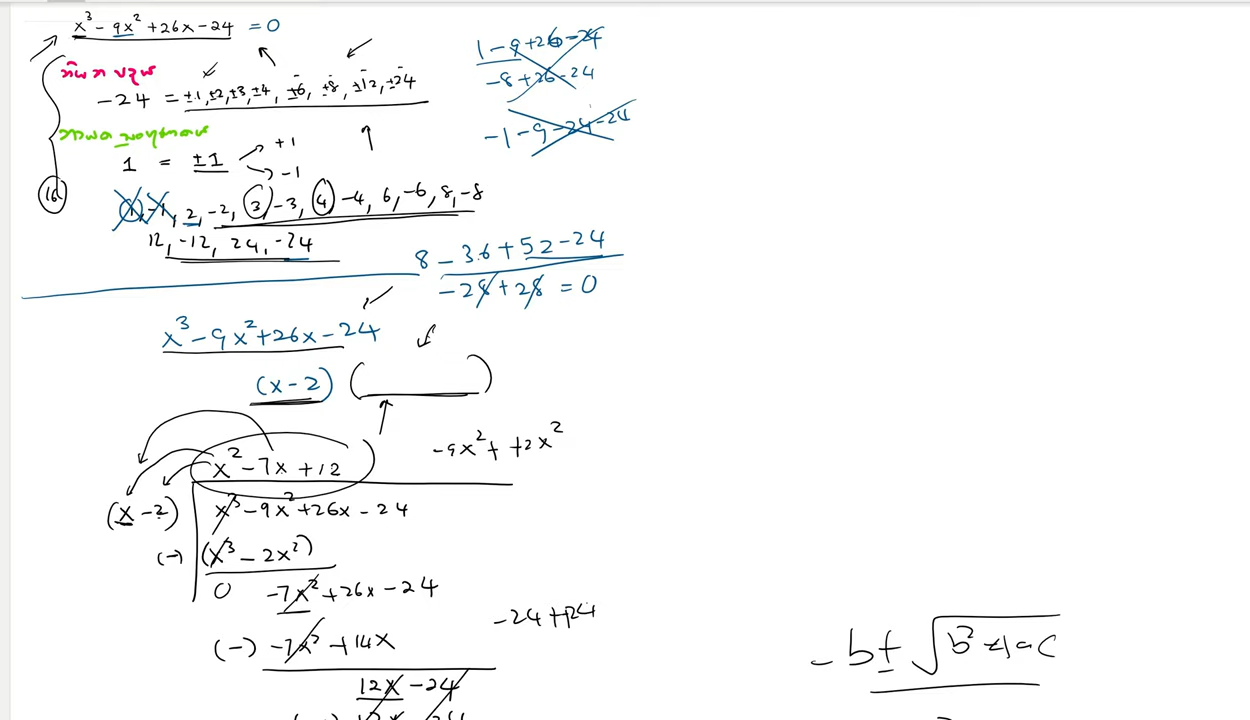 x³ - 9x² + 26x - 24 = 0
-24 = ±1, ±2, ±3, ±4, ±6, ±8, ±12, ±24
1 = ±1
+1
-1
16
1, -1, 2, -2, 3, -3, 4, -4, 6, -6, 8, -8
12, -12, 24, -24
1 - 9 + 26 - 24
-8 + 26 - 24
-1 - 9 - 24 - 24
8 - 36 + 52 - 24
-28 + 28 = 0
x³ - 9x² + 26x - 24
(x - 2) ( )
-9x² + +2x²
x² - 7x + 12
(x - 2) x³ - 9x² + 26x - 24
(-) (x³ - 2x²)
0 -7x² + 26x - 24
-24 + 24
(-) -7x² + 14x
12x - 24
-b ± √b² - 4ac